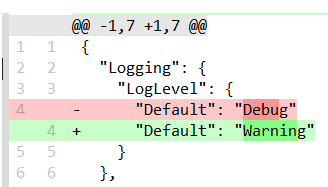 @@ -1,7 +1,7 @@
1 1 {
2 2 "Logging": {
3 3 "LogLevel": {
4 - "Default": "Debug"
4 + "Default": "Warning"
5 5 }
6 6 },